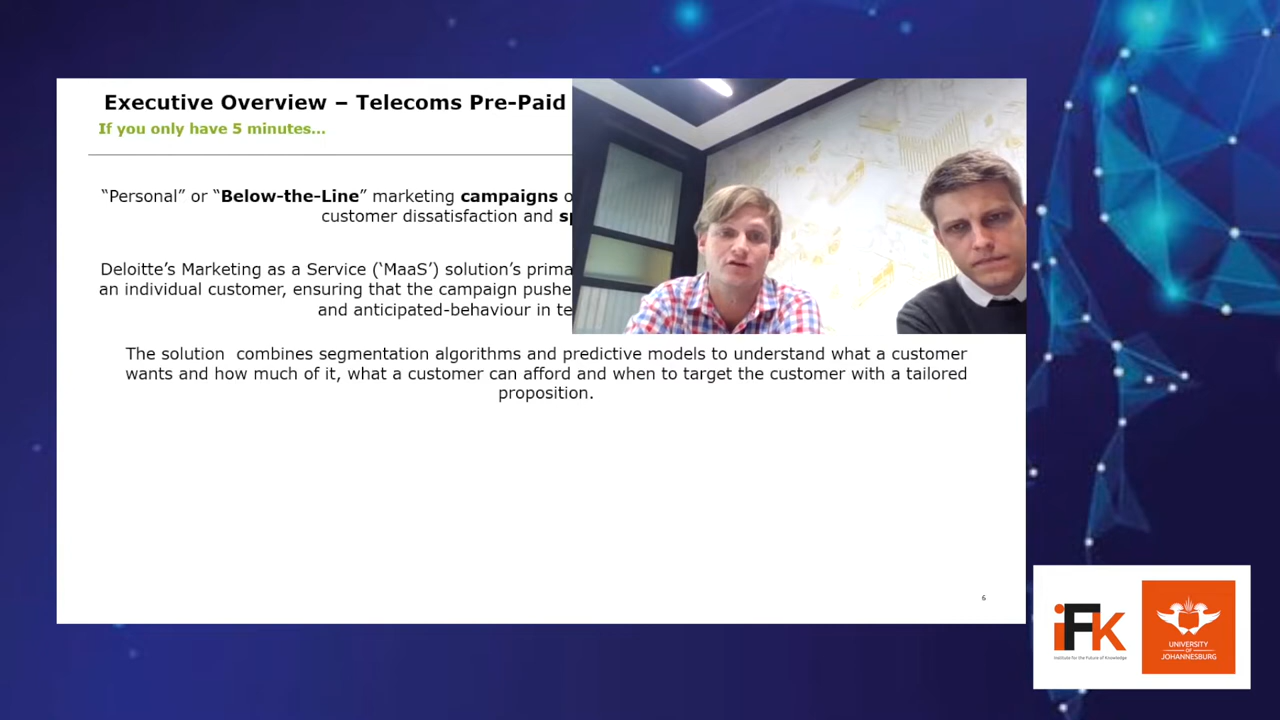 Executive Overview – Telecoms Pre-Paid
If you only have 5 minutes...
“Personal” or “Below-the-Line” marketing campaigns
customer dissatisfaction and
Deloitte’s Marketing as a Service (‘MaaS’) solution’s
an individual customer, ensuring that the campaign
and anticipated-behaviour in
The solution combines segmentation algorithms and predictive models to understand what a customer
wants and how much of it, what a customer can afford and when to target the customer with a tailored
proposition.
6
iFK
Institute for the Future of Knowledge
UNIVERSITY
OF
JOHANNESBURG